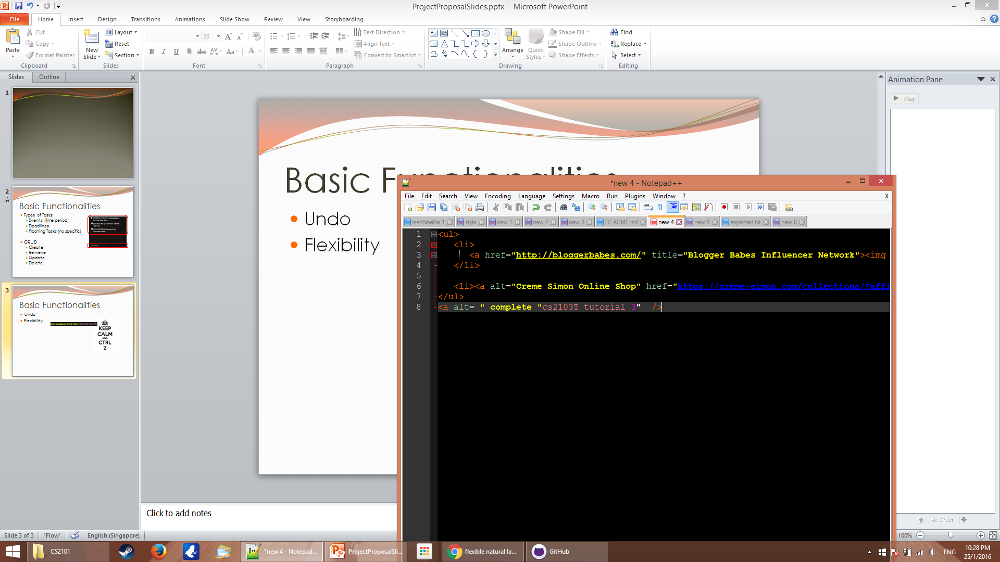 ProjectProposalSlides.pptx - Microsoft PowerPoint
File Home Insert Design Transitions Animations Slide Show Review View Storyboarding
Paste
Cut
Copy
Format Painter
Clipboard
New Slide
Layout
Reset
Section
Slides
26
Font
Text Direction
Align Text
Convert to SmartArt
Paragraph
Arrange
Quick Styles
Shape Fill
Shape Outline
Shape Effects
Drawing
Find
Replace
Select
Editing
Slides Outline
1
2
Basic Functionalities
Types of Tasks
Events (time period)
Deadlines
Floating Tasks (no specific)
CRUD
Create
Retrieve
Update
Delete
3
Basic Functionalities
Undo
Flexibility
KEEP
CALM
AND
CTRL
Z
Basic Functionalities
Undo
Flexibility
Animation Pane
Play
Re-Order
*new 4 - Notepad++
File Edit Search View Encoding Language Settings Macro Run Plugins Window ? X
machinefile.1 style new 1 new 2 new 3 README.md new 4 new 5 expected.txt new 6
1 <ul>
2 <li>
3 <a href="http://bloggerbabes.com/" title="Blogger Babes Influencer Network"><img
4 </li>
5
6 <li><a alt="Creme Simon Online Shop" href="https://creme-simon.com/collections/?affi
7 </ul>
8 <a alt= " complete "cs2103T tutorial 3" />
Click to add notes
Slide 3 of 3 "Flow" English (Singapore) 100%
CS2101 *new 4 - Notepad... ProjectProposalSli... flexible natural la... GitHub
ENG
10:28 PM
25/1/2016